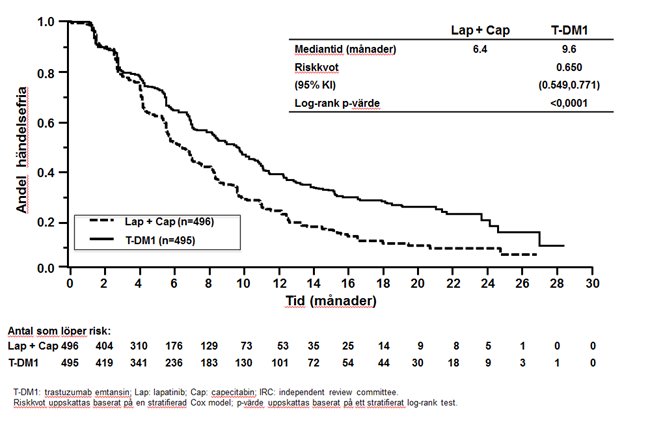 Lap + Cap T-DM1
Mediantid (månader) 6.4 9.6
Riskkvot 0.650
(95% KI) (0.549,0.771)
Log-rank p-värde <0,0001
Andel händelsefria
1.0
0.8
0.6
0.4
0.2
0.0
Lap + Cap (n=496)
T-DM1 (n=495)
0 2 4 6 8 10 12 14 16 18 20 22 24 26 28 30
Tid (månader)
Antal som löper risk:
Lap + Cap 496 404 310 176 129 73 53 35 25 14 9 8 5 1 0 0
T-DM1 495 419 341 236 183 130 101 72 54 44 30 18 9 3 1 0
T-DM1: trastuzumab emtansin; Lap: lapatinib; Cap: capecitabin; IRC: independent review committee.
Riskkvot uppskattas baserat på en stratifierad Cox model; p-värde uppskattas baserat på ett stratifierat log-rank test.